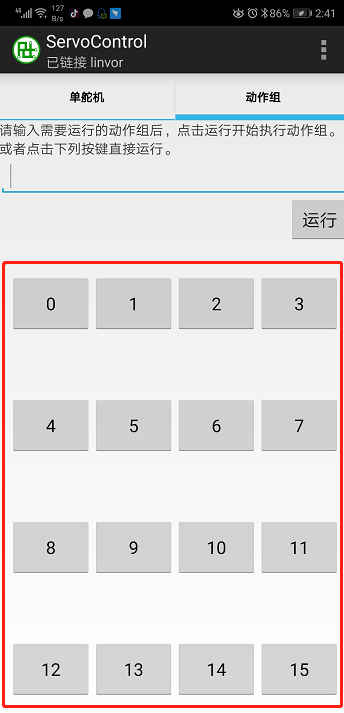 4G 127 B/s 86% 2:41
ServoControl
已链接 linvor
单舵机 动作组
请输入需要运行的动作组后，点击运行开始执行动作组。
或者点击下列按键直接运行。
运行
0 1 2 3
4 5 6 7
8 9 10 11
12 13 14 15